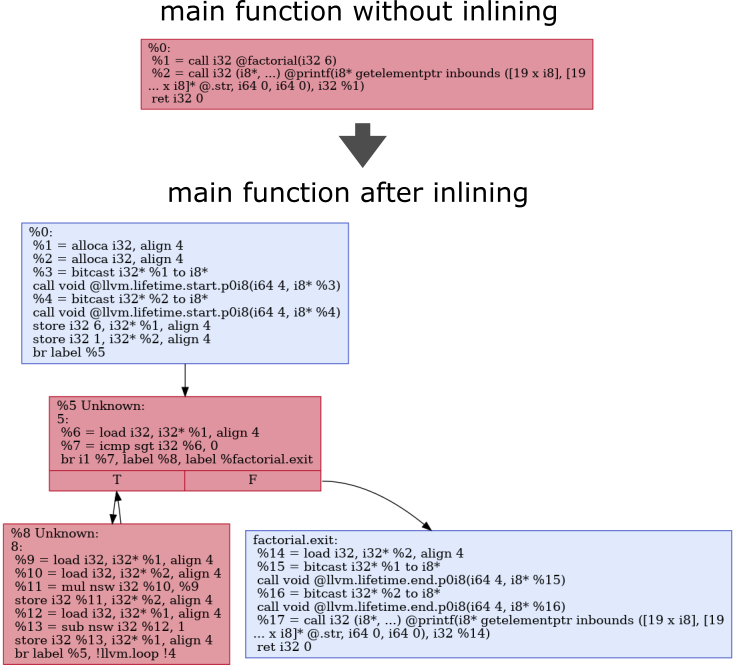 main function without inlining
%0:
%1 = call i32 @factorial(i32 6)
%2 = call i32 (i8*, ...) @printf(i8* getelementptr inbounds ([19 x i8], [19
... x i8]* @.str, i64 0, i64 0), i32 %1)
ret i32 0
main function after inlining
%0:
%1 = alloca i32, align 4
%2 = alloca i32, align 4
%3 = bitcast i32* %1 to i8*
call void @llvm.lifetime.start.p0i8(i64 4, i8* %3)
%4 = bitcast i32* %2 to i8*
call void @llvm.lifetime.start.p0i8(i64 4, i8* %4)
store i32 6, i32* %1, align 4
store i32 1, i32* %2, align 4
br label %5
%5 Unknown:
5:
%6 = load i32, i32* %1, align 4
%7 = icmp sgt i32 %6, 0
br i1 %7, label %8, label %factorial.exit
T F
%8 Unknown:
8:
%9 = load i32, i32* %1, align 4
%10 = load i32, i32* %2, align 4
%11 = mul nsw i32 %10, %9
store i32 %11, i32* %2, align 4
%12 = load i32, i32* %1, align 4
%13 = sub nsw i32 %12, 1
store i32 %13, i32* %1, align 4
br label %5, !llvm.loop !4
factorial.exit:
%14 = load i32, i32* %2, align 4
%15 = bitcast i32* %1 to i8*
call void @llvm.lifetime.end.p0i8(i64 4, i8* %15)
%16 = bitcast i32* %2 to i8*
call void @llvm.lifetime.end.p0i8(i64 4, i8* %16)
%17 = call i32 (i8*, ...) @printf(i8* getelementptr inbounds ([19 x i8], [19
... x i8]* @.str, i64 0, i64 0), i32 %14)
ret i32 0